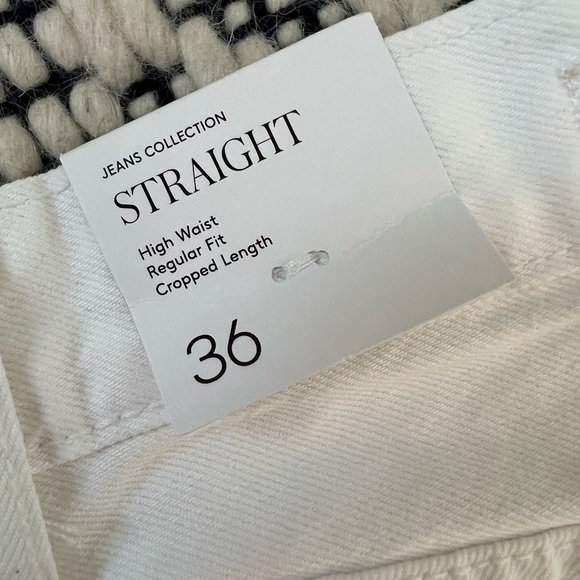 JEANS COLLECTION
STRAIGHT
High Waist
Regular Fit
Cropped Length
36